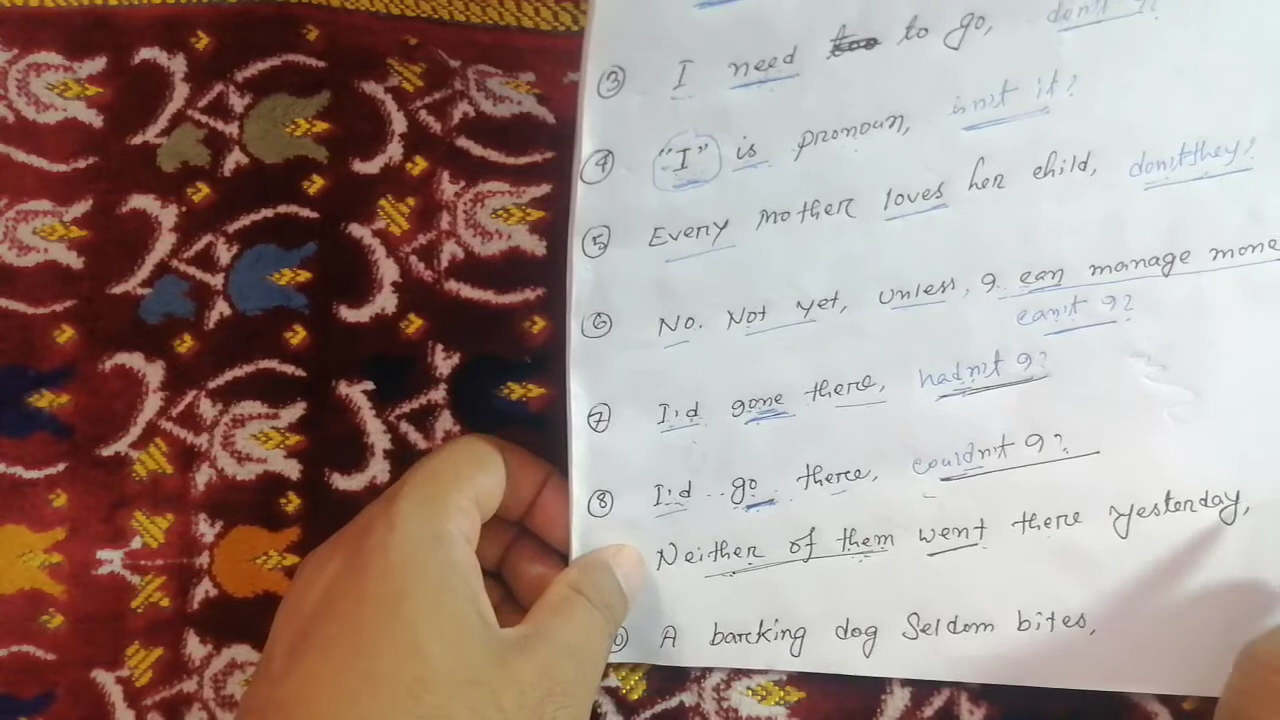 ③ I need to go, don't I?
④ "I" is pronoun, isn't it?
⑤ Every mother loves her child, don't they?
⑥ No. Not yet, unless, I can manage mone
can't I?
⑦ I'd gone there, hadn't I?
⑧ I'd go there, couldn't I?
Neither of them went there yesterday,
A barking dog Seldom bites,